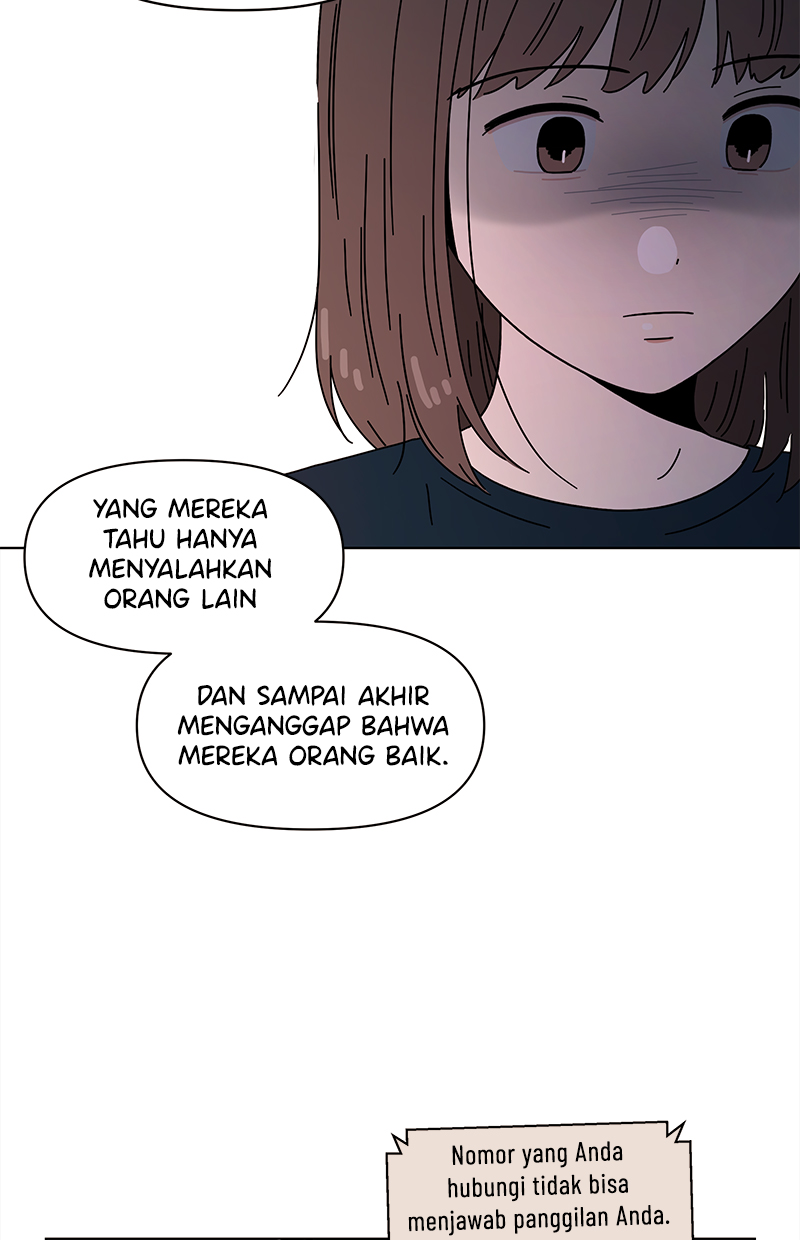 YANG MEREKA
TAHU HANYA
MENYALAHKAN
ORANG LAIN
DAN SAMPAI AKHIR
MENGANGGAP BAHWA
MEREKA ORANG BAIK.
Nomor yang Anda
hubungi tidak bisa
menjawab panggilan Anda.